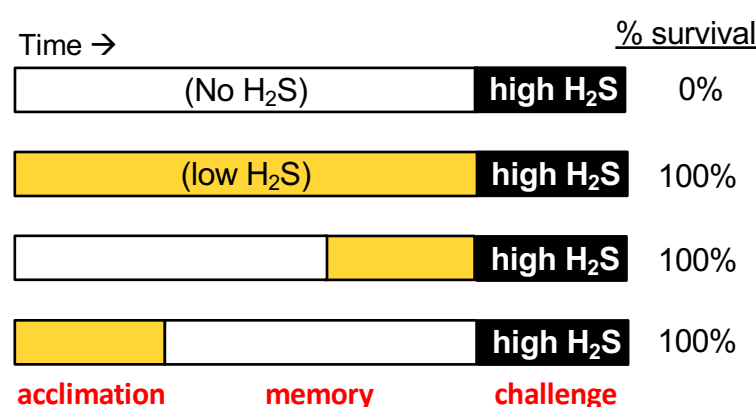 Time → % survival
(No H₂S) high H₂S 0%
(low H₂S) high H₂S 100%
high H₂S 100%
high H₂S 100%
acclimation memory challenge